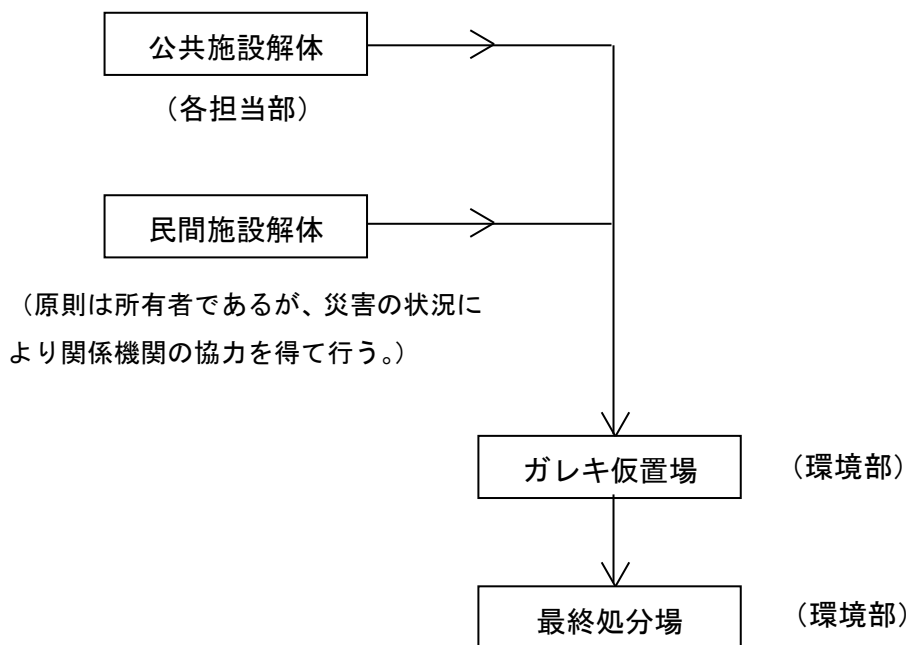 公共施設解体
（各担当部）
民間施設解体
（原則は所有者であるが、災害の状況に
より関係機関の協力を得て行う。）
ガレキ仮置場
（環境部）
最終処分場
（環境部）